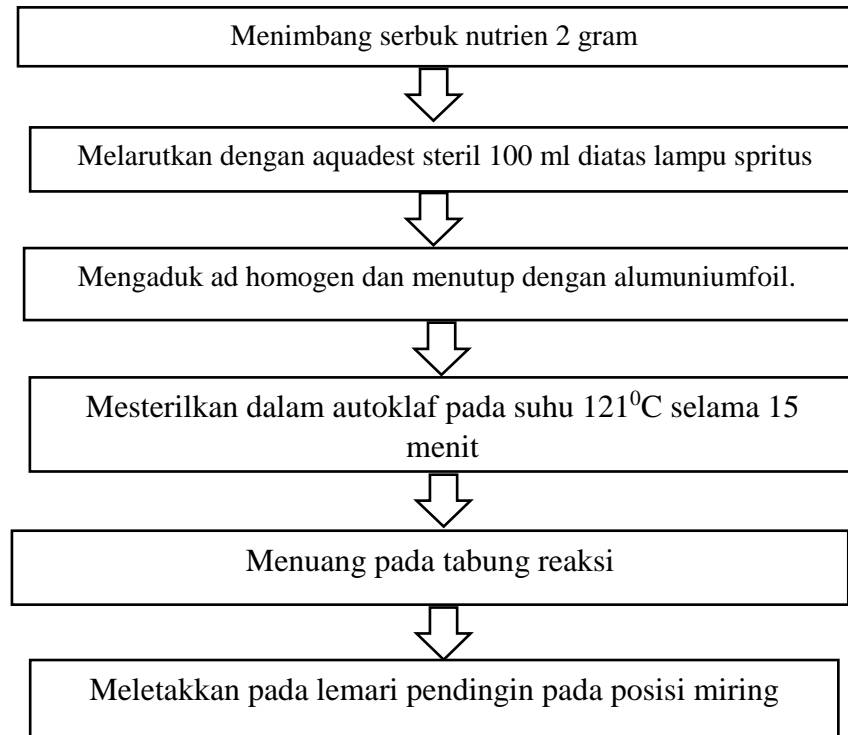 Menimbang serbuk nutrien 2 gram
Melarutkan dengan aquadest steril 100 ml diatas lampu spritus
Mengaduk ad homogen dan menutup dengan alumuniumfoil.
Mesterilkan dalam autoklaf pada suhu 121⁰C selama 15
menit
Menuang pada tabung reaksi
Meletakkan pada lemari pendingin pada posisi miring